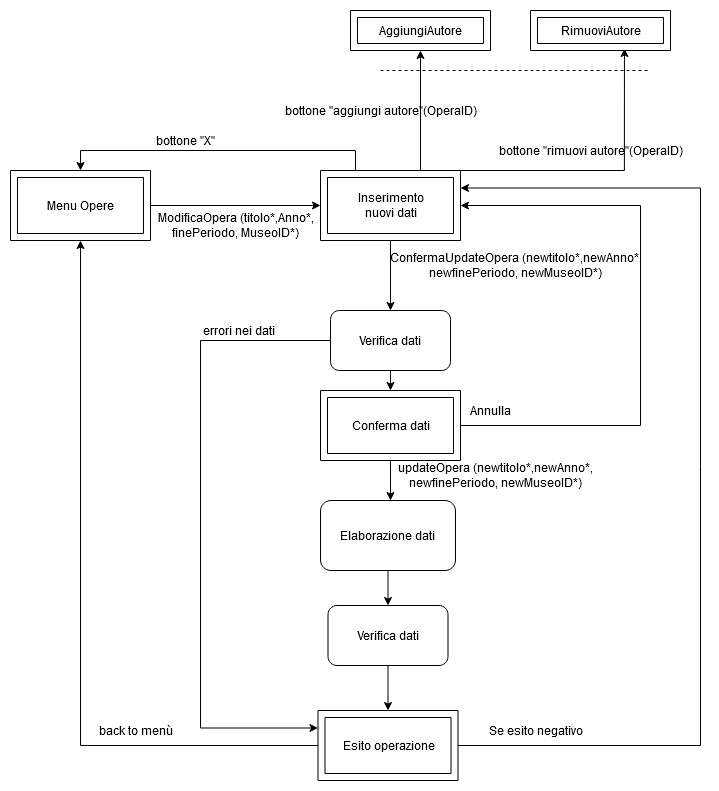 AggiungiAutore
RimuoviAutore
bottone "aggiungi autore"(OperaID)
bottone "X"
bottone "rimuovi autore"(OperaID)
Menu Opere
ModificaOpera (titolo*,Anno*,
finePeriodo, MuseoID*)
Inserimento
nuovi dati
ConfermaUpdateOpera (newtitolo*,newAnno*
newfinePeriodo, newMuseoID*)
errori nei dati
Verifica dati
Conferma dati
Annulla
updateOpera (newtitolo*,newAnno*,
newfinePeriodo, newMuseoID*)
Elaborazione dati
Verifica dati
back to menù
Esito operazione
Se esito negativo